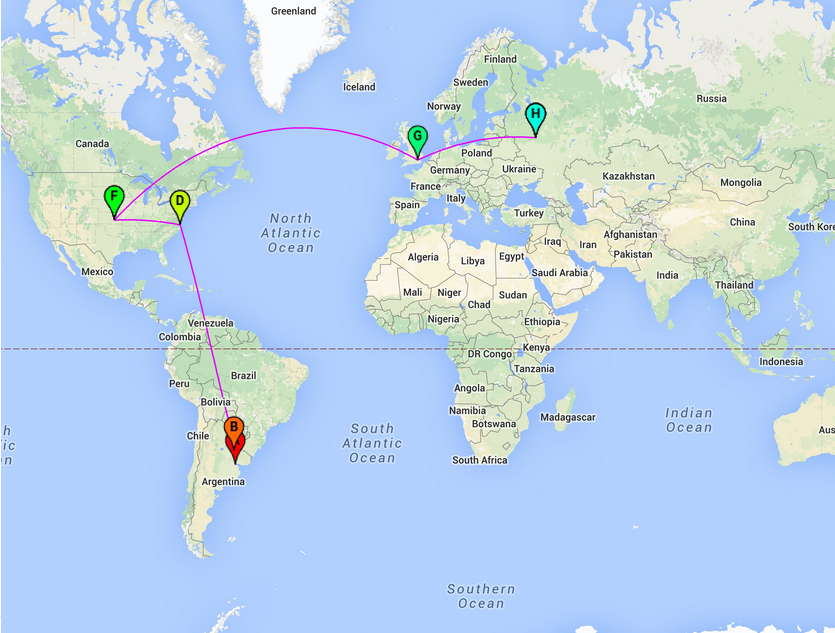 Greenland
Finland
Iceland
Sweden
Russia
Norway
H
G
Canada
Poland
Germany
Ukraine
Kazakhstan
Mongolia
France
F
D
Italy
Spain
Turkey
China
South Kore
North
Atlantic
Ocean
Afghanistan
Iraq
Iran
Pakistan
Algeria
Libya
Egypt
Mexico
Saudi Arabia
India
Thailand
Mali
Niger
Sudan
Chad
Nigeria
Ethiopia
Venezuela
Colombia
Kenya
DR Congo
Indonesia
Tanzania
Brazil
Peru
Angola
Bolivia
Namibia
Madagascar
Botswana
Indian
Ocean
South
Atlantic
Ocean
h
ic
n
Chile
B
Aus
South Africa
Argentina
Southern
Ocean